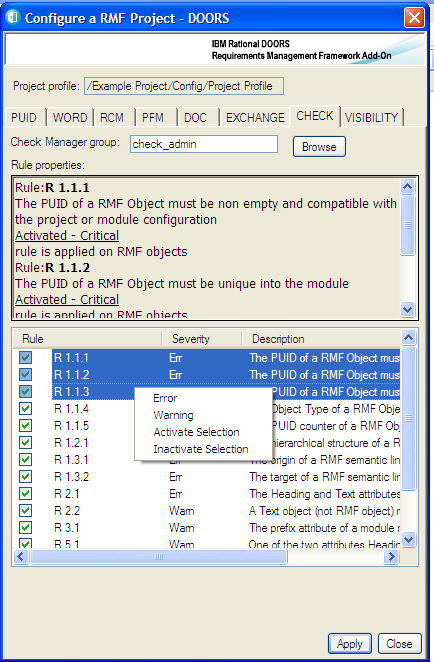 Configure a RMF Project - DOORS
IBM Rational DOORS
Requirements Management Framework Add-On
Project profile: /Example Project/Config/Project Profile
PUID WORD RCM PFM DOC EXCHANGE CHECK VISIBILITY
Check Manager group: check_admin Browse
Rule properties:
Rule:R 1.1.1
The PUID of a RMF Object must be non empty and compatible with
the project or module configuration
Activated - Critical
rule is applied on RMF objects
Rule:R 1.1.2
The PUID of a RMF Object must be unique into the module
Activated - Critical
rule is applied on RMF objects
Rule Severity Description
R 1.1.1 Err The PUID of a RMF Object mus
R 1.1.2 Err The PUID of a RMF Object mus
R 1.1.3 PUID of a RMF Object mus
R 1.1.4 Object Type of a RMF Obje
R 1.1.5 PUID counter of a RMF Obj
R 1.2.1 hierarchical structure of a R
R 1.3.1 Err The origin of a RMF semantic lin
R 1.3.2 Err The target of a RMF semantic lin
R 2.1 Err The Heading and Text attributes
R 2.2 Warn A Text object (not RMF object) r
R 3.1 Warn The prefix attribute of a module r
R 5.1 Warn One of the two attributes Headin
Error
Warning
Activate Selection
Inactivate Selection
Apply Close